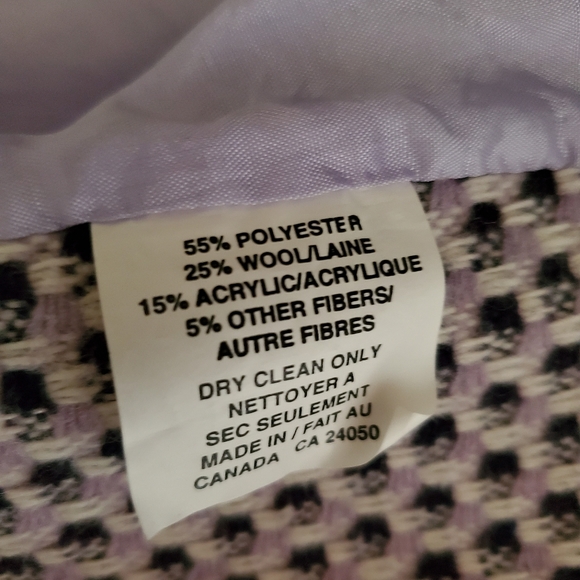 55% POLYESTER
25% WOOL/LAINE
15% ACRYLIC/ACRYLIQUE
5% OTHER FIBERS/
AUTRE FIBRES
DRY CLEAN ONLY
NETTOYER A
SEC SEULEMENT
MADE IN / FAIT AU
CANADA CA 24050